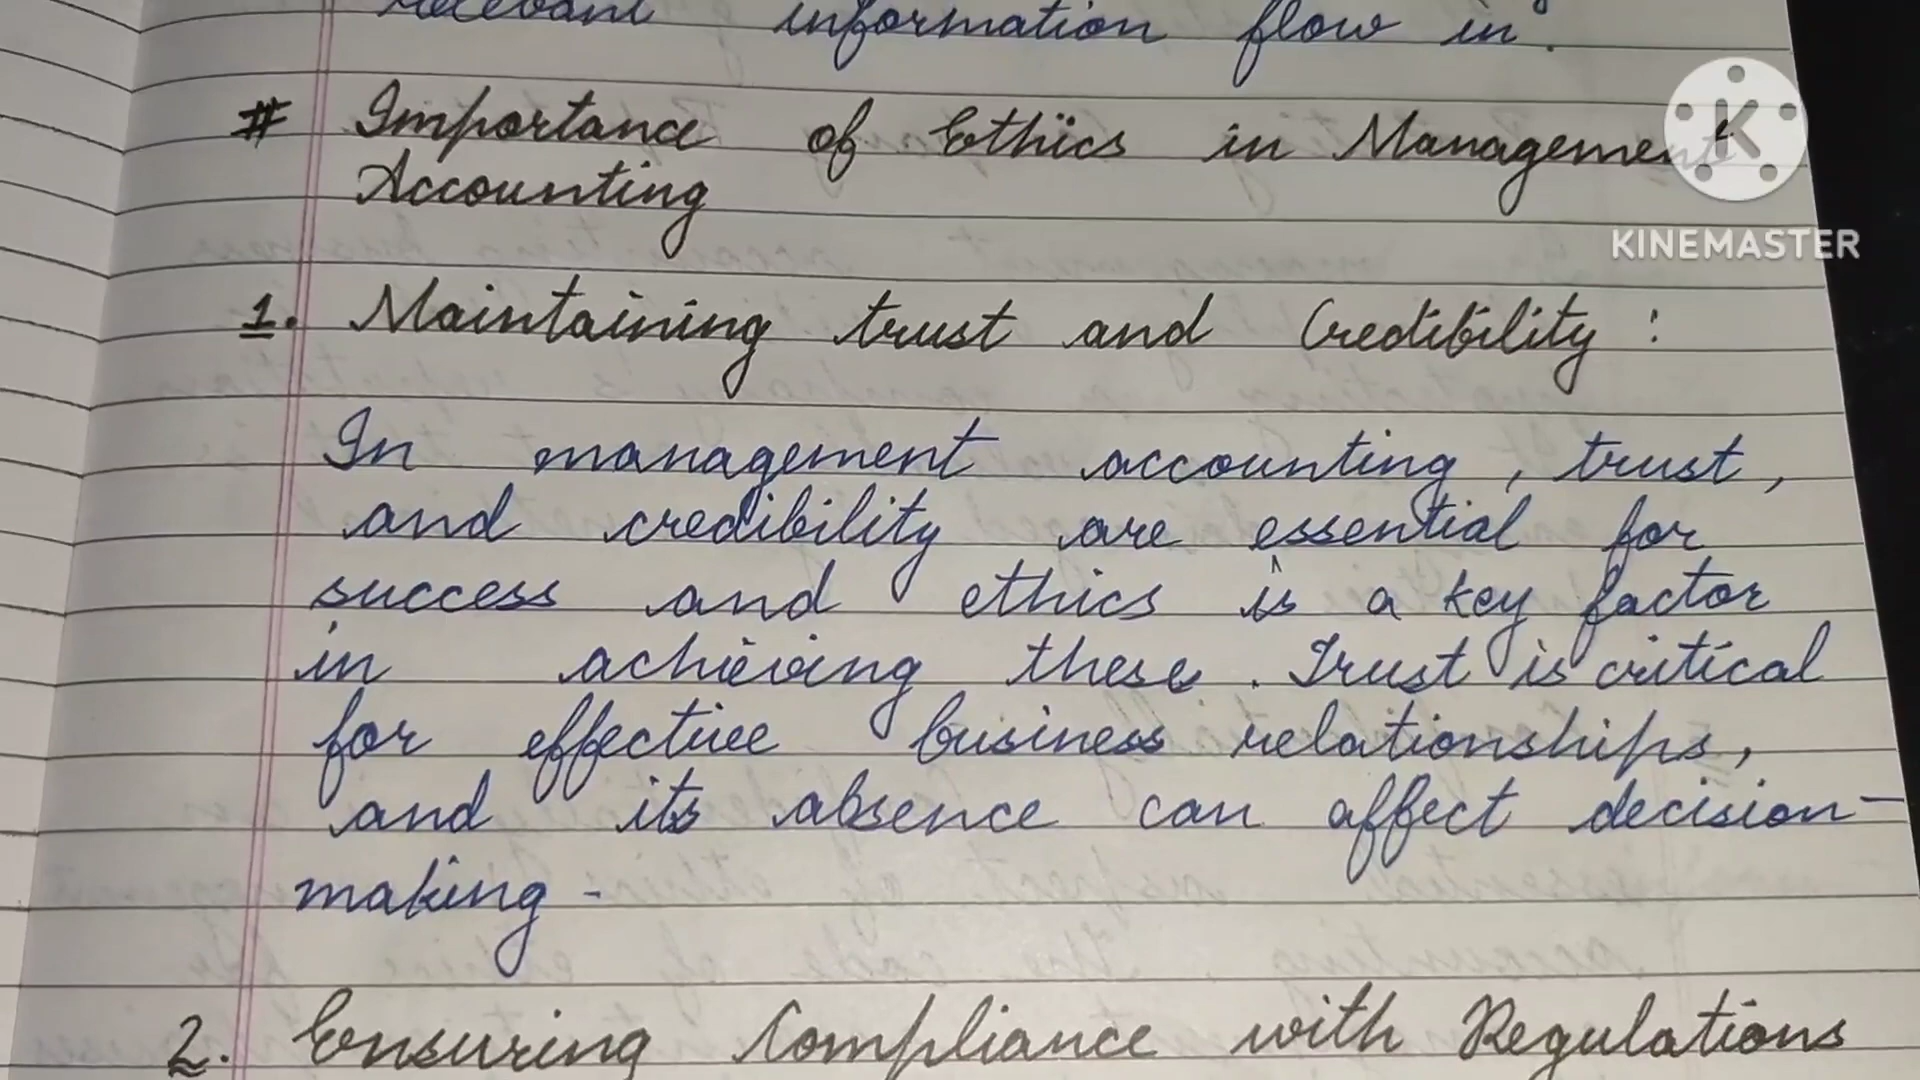 relevant information flow in.
# Importance of Ethics in Management
Accounting
K
KINEMASTER
1. Maintaining trust and Credibility :
In management accounting, trust,
and credibility are essential for
success and ethics is a key factor
in achieving these. Trust is critical
for effective business relationships,
and its absence can affect decision-
making -
2. Ensuring Compliance with Regulations